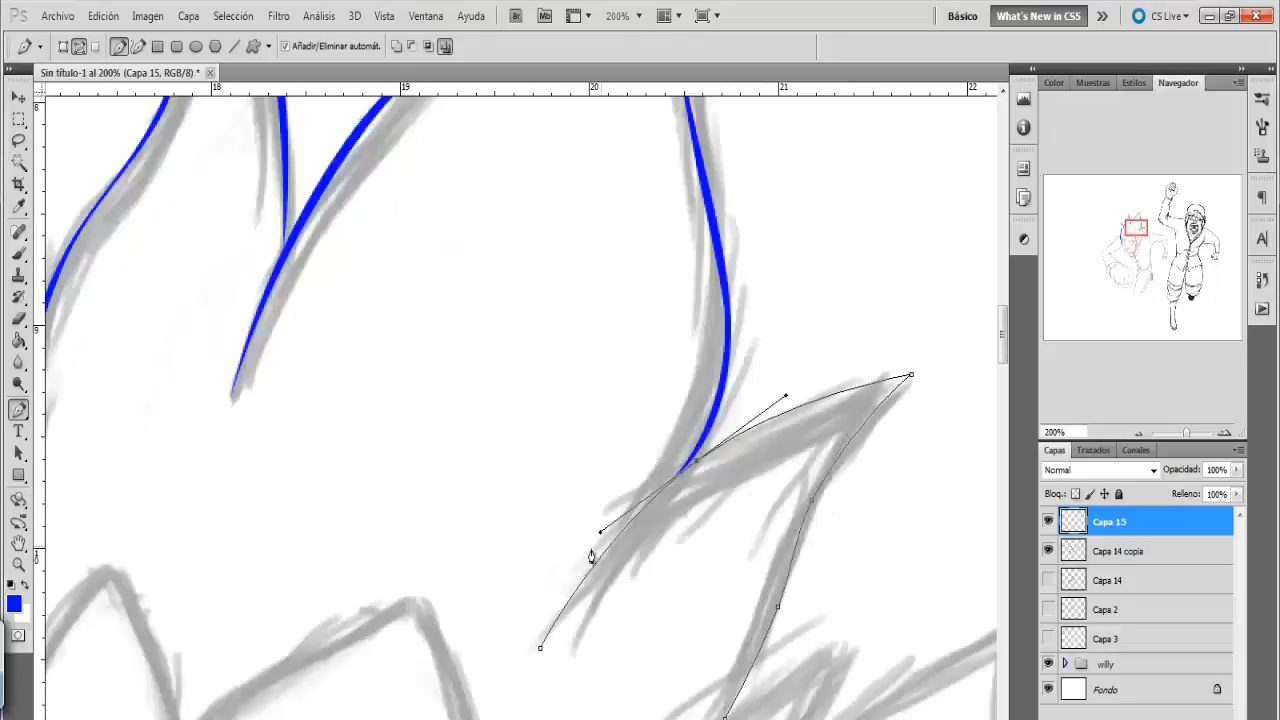 Ps Archivo Edición Imagen Capa Selección Filtro Análisis 3D Vista Ventana Ayuda Br Mb 200% Básico What's New in CS5 CS Live
Añadir/Eliminar automát.
Sin título-1 al 200% (Capa 15, RGB/8) *
18 19 20 21 22
8
9
10
Color Muestras Estilos Navegador
200%
Capas Trazados Canales
Normal Opacidad: 100%
Bloq.: Relleno: 100%
Capa 15
Capa 14 copia
Capa 14
Capa 2
Capa 3
willy
Fondo